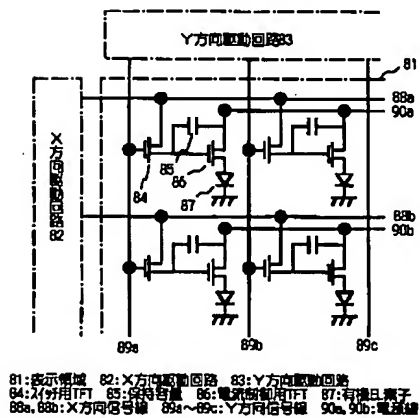 Y方向駆動回路83
81
88a
90a
X方向駆動回路82
85
86
84
87
88b
90b
89a
89b
89c
81:表示領域 82:X方向駆動回路 83:Y方向駆動回路
84:スイッチ用TFT 85:保持容量 86:電流制御用TFT 87:有機EL素子
88a,88b:X方向信号線 89a~89c:Y方向信号線 90a,90b:電源線